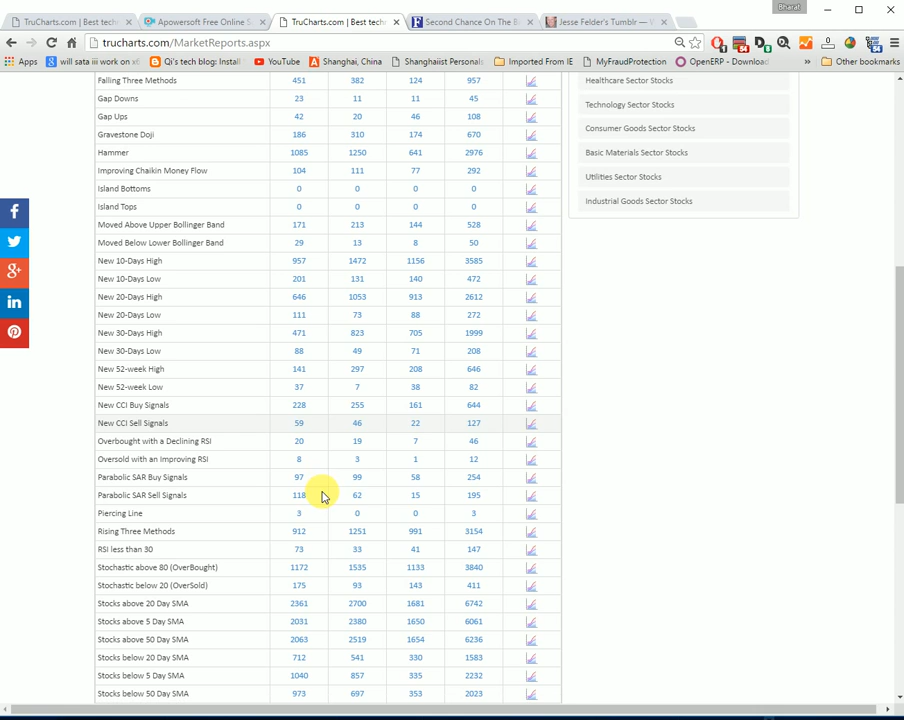 Bharat
TruCharts.com | Best tech
Apowersoft Free Online S
TruCharts.com | Best tech
Second Chance On The B
Jesse Felder's Tumblr —
trucharts.com/MarketReports.aspx
Apps
will sata iii work on x6
Qi's tech blog: Install
YouTube
Shanghai, China
Shanghaiist Personals
Imported From IE
MyFraudProtection
OpenERP - Download
»
Other bookmarks
Falling Three Methods 451 382 124 957
Gap Downs 23 11 11 45
Gap Ups 42 20 46 108
Gravestone Doji 186 310 174 670
Hammer 1085 1250 641 2976
Improving Chaikin Money Flow 104 111 77 292
Island Bottoms 0 0 0 0
Island Tops 0 0 0 0
Moved Above Upper Bollinger Band 171 213 144 528
Moved Below Lower Bollinger Band 29 13 8 50
New 10-Days High 957 1472 1156 3585
New 10-Days Low 201 131 140 472
New 20-Days High 646 1053 913 2612
New 20-Days Low 111 73 88 272
New 30-Days High 471 823 705 1999
New 30-Days Low 88 49 71 208
New 52-week High 141 297 208 646
New 52-week Low 37 7 38 82
New CCI Buy Signals 228 255 161 644
New CCI Sell Signals 59 46 22 127
Overbought with a Declining RSI 20 19 7 46
Oversold with an Improving RSI 8 3 1 12
Parabolic SAR Buy Signals 97 99 58 254
Parabolic SAR Sell Signals 118 62 15 195
Piercing Line 3 0 0 3
Rising Three Methods 912 1251 991 3154
RSI less than 30 73 33 41 147
Stochastic above 80 (OverBought) 1172 1535 1133 3840
Stochastic below 20 (OverSold) 175 93 143 411
Stocks above 20 Day SMA 2361 2700 1681 6742
Stocks above 5 Day SMA 2031 2380 1650 6061
Stocks above 50 Day SMA 2063 2519 1654 6236
Stocks below 20 Day SMA 712 541 330 1583
Stocks below 5 Day SMA 1040 857 335 2232
Stocks below 50 Day SMA 973 697 353 2023
Healthcare Sector Stocks
Technology Sector Stocks
Consumer Goods Sector Stocks
Basic Materials Sector Stocks
Utilities Sector Stocks
Industrial Goods Sector Stocks